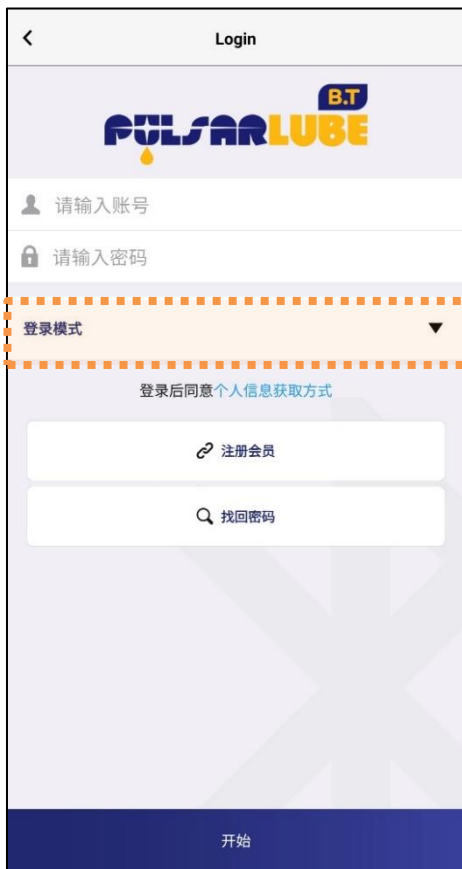 Login
B.T
PULSARLUBE
请输入账号
请输入密码
登录模式
登录后同意个人信息获取方式
注册会员
找回密码
开始